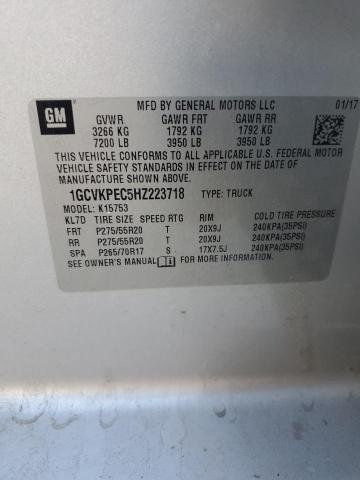 GM
MFD BY GENERAL MOTORS LLC 01/17
GVWR GAWR FRT GAWR RR
3266 KG 1792 KG 1792 KG
7200 LB 3950 LB 3950 LB
THIS VEHICLE CONFORMS TO ALL APPLICABLE U.S. FEDERAL MOTOR
VEHICLE SAFETY STANDARDS IN EFFECT ON THE DATE OF
MANUFACTURE SHOWN ABOVE.
1GCVKPEC5HZ223718 TYPE: TRUCK
MODEL: K15753
KL7D TIRE SIZE SPEED RTG RIM COLD TIRE PRESSURE
FRT P275/55R20 T 20X9J 240KPA(35PSI)
RR P275/55R20 T 20X9J 240KPA(35PSI)
SPA P265/70R17 S 17X7.5J 240KPA(35PSI)
SEE OWNER'S MANUAL